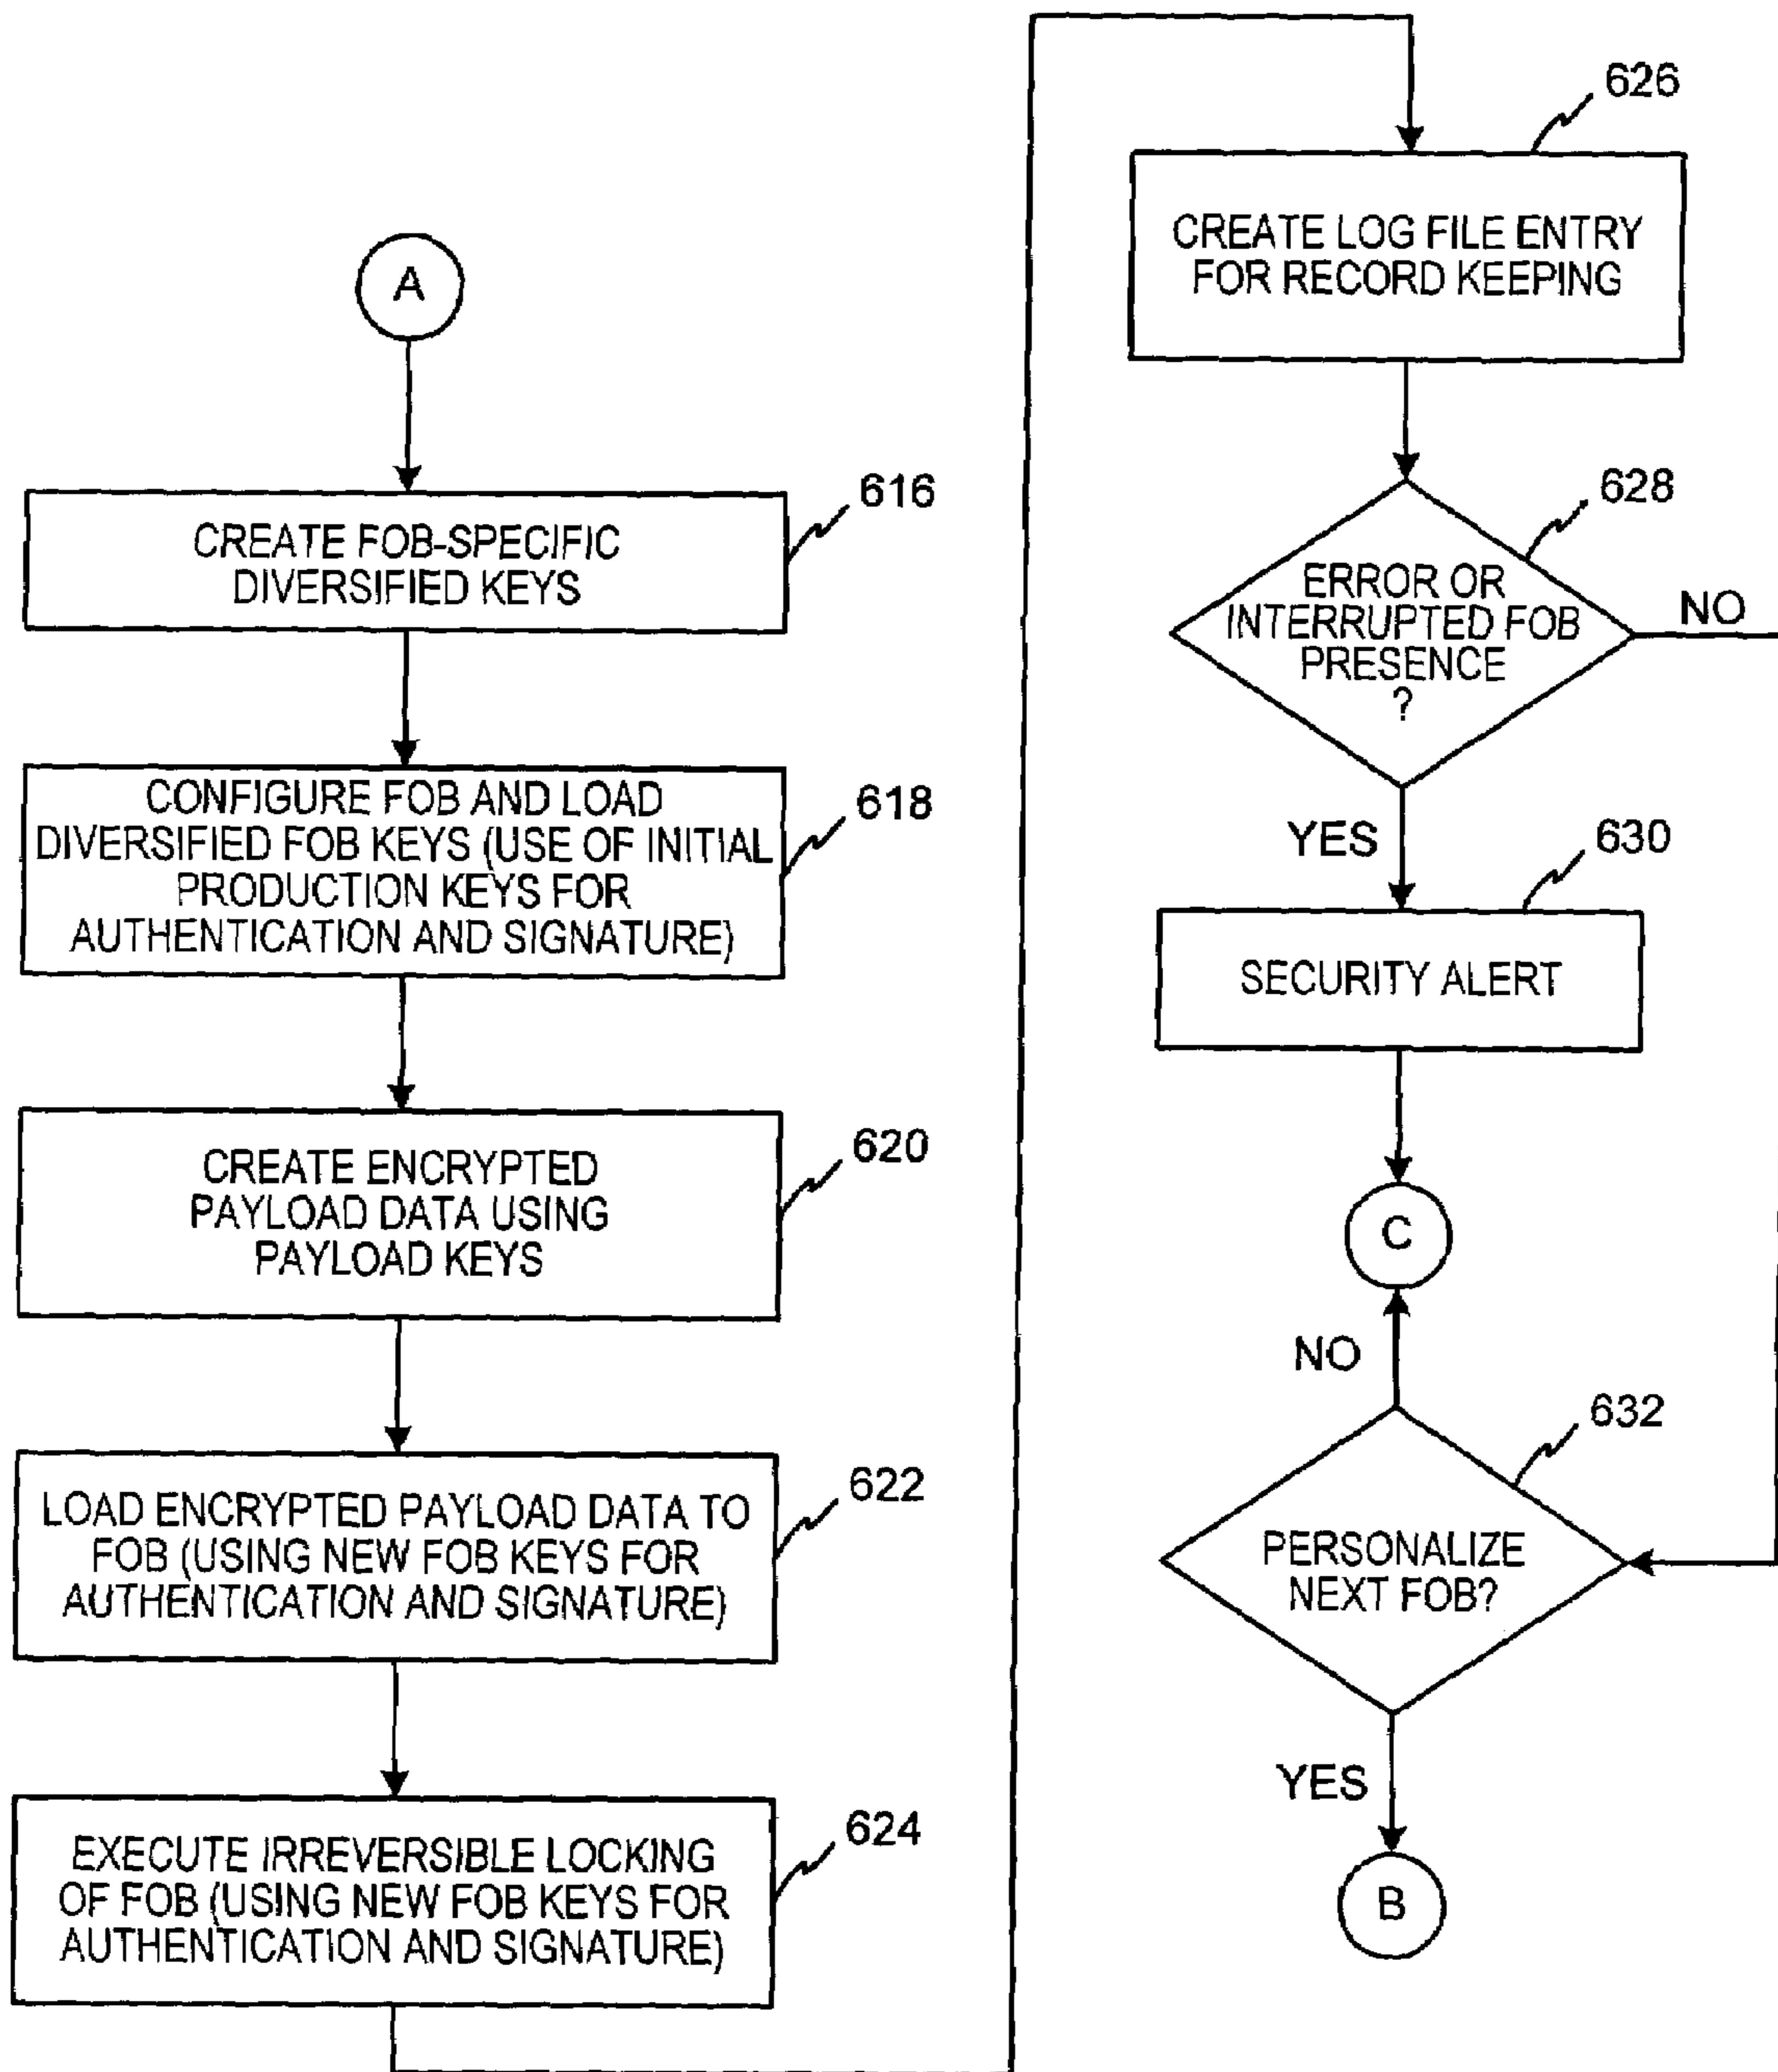 A
616
CREATE FOB-SPECIFIC
DIVERSIFIED KEYS
618
CONFIGURE FOB AND LOAD
DIVERSIFIED FOB KEYS (USE OF INITIAL
PRODUCTION KEYS FOR
AUTHENTICATION AND SIGNATURE)
620
CREATE ENCRYPTED
PAYLOAD DATA USING
PAYLOAD KEYS
622
LOAD ENCRYPTED PAYLOAD DATA TO
FOB (USING NEW FOB KEYS FOR
AUTHENTICATION AND SIGNATURE)
624
EXECUTE IRREVERSIBLE LOCKING
OF FOB (USING NEW FOB KEYS FOR
AUTHENTICATION AND SIGNATURE)
626
CREATE LOG FILE ENTRY
FOR RECORD KEEPING
628
ERROR OR
INTERRUPTED FOB
PRESENCE
?
NO
YES
630
SECURITY ALERT
C
NO
632
PERSONALIZE
NEXT FOB?
YES
B